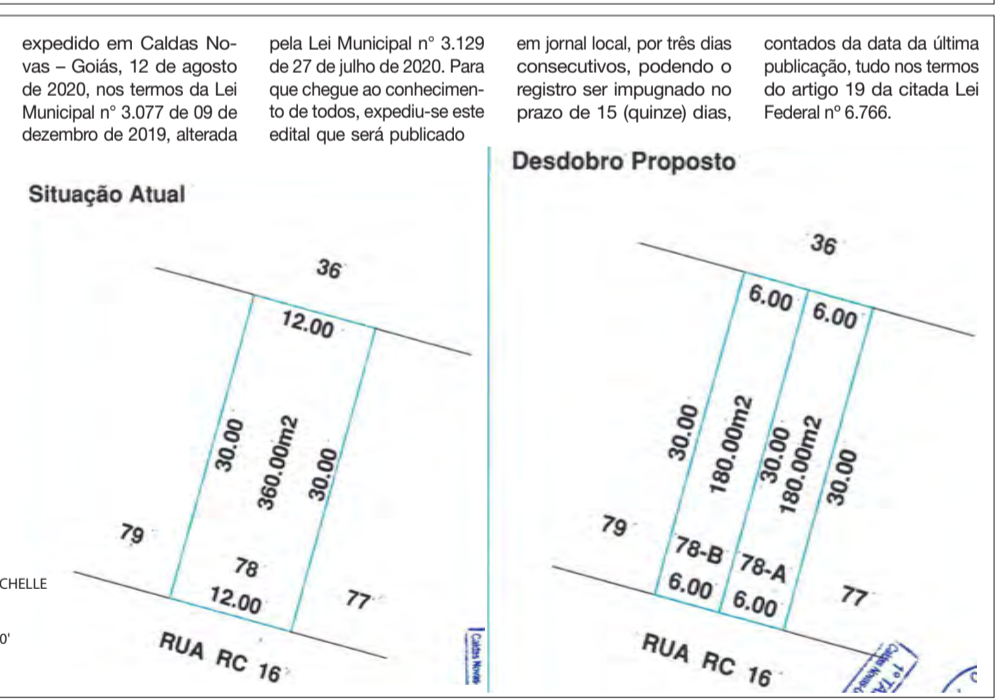 expedido em Caldas No-
vas – Goiás, 12 de agosto
de 2020, nos termos da Lei
Municipal n° 3.077 de 09 de
dezembro de 2019, alterada
pela Lei Municipal n° 3.129
de 27 de julho de 2020. Para
que chegue ao conhecimen-
to de todos, expediu-se este
edital que será publicado
em jornal local, por três dias
consecutivos, podendo o
registro ser impugnado no
prazo de 15 (quinze) dias,
contados da data da última
publicação, tudo nos termos
do artigo 19 da citada Lei
Federal nº 6.766.
Situação Atual
36
12.00
30.00
360.00m2
30.00
79
78
12.00
77
RUA RC 16
CHELLE
0'
Caldas Novas-
Desdobro Proposto
36
6.00
6.00
30.00
180.00m2
30.00
180.00m2
30.00
79
78-B
78-A
6.00
6.00
77
RUA RC 16
1º TA
Caldas Novas-G